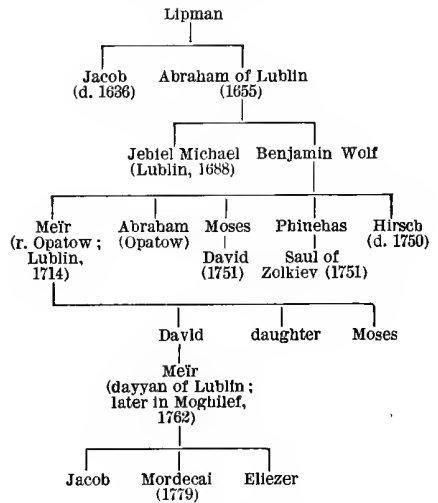 Lipman
Jacob Abraham of Lublin
(d. 1636) (1655)
Jehiel Michael Benjamin Wolf
(Lublin, 1688)
Meïr Abraham Moses Phinehas Hirsch
(r. Opatow; (Opatow) David Saul of (d. 1750)
Lublin, (1751) Zolkiev (1751)
1714)
David daughter Moses
Meïr
(dayyan of Lublin;
later in Moghilef,
1762)
Jacob Mordecai Eliezer
(1779)